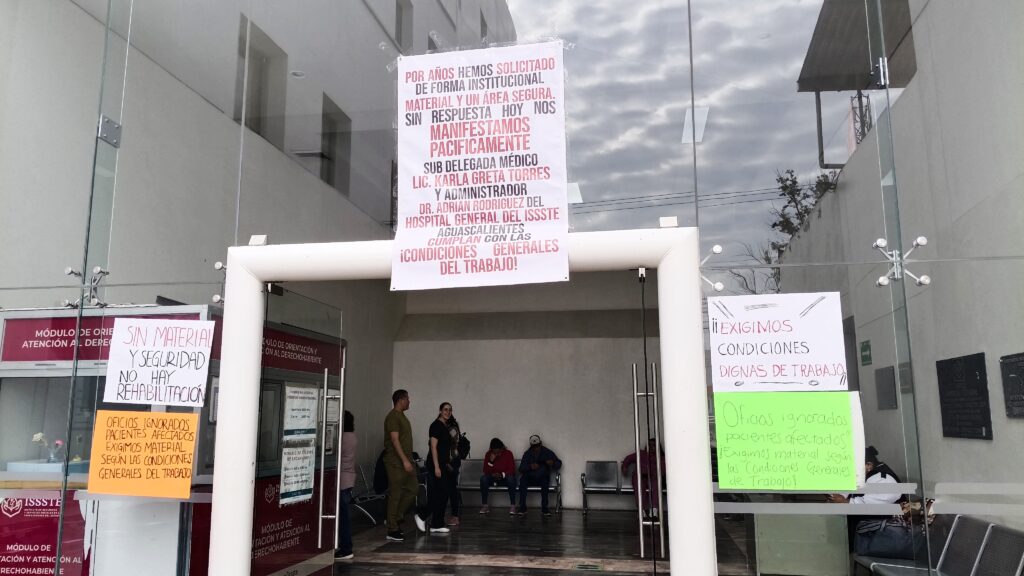 POR AÑOS HEMOS SOLICITADO
DE FORMA INSTITUCIONAL
MATERIAL Y UN ÁREA SEGURA,
SIN RESPUESTA HOY NOS
MANIFESTAMOS
PACIFICAMENTE
SUB DELEGADA MÉDICO
LIC. KARLA GRETA TORRES
Y ADMINISTRADOR
DR. ADRIAN RODRIGUEZ DEL
HOSPITAL GENERAL DEL ISSSTE
AGUASCALIENTES
CUMPLAN CON LAS
¡CONDICIONES GENERALES
DEL TRABAJO!
MÓDULO DE
ATENCIÓN AL
SIN MATERIAL
Y SEGURIDAD
NO HAY
REHABILITACIÓN
OFICIOS IGNORADOS
PACIENTES AFECTADOS
EXIGIMOS MATERIAL
SEGÚN LAS CONDICIONES
GENERALES DEL TRABAJO
MÓDULO DE ORIENTACIÓN Y
ATENCIÓN AL DERECHOHABIENTE
¡¡EXIGIMOS
CONDICIONES
DIGNAS DE TRABAJO
Oficios ignorados
pacientes afectados
¡Exigimos material
según las Condiciones Generales
de Trabajo!
ISSSTE
MÓDULO DE